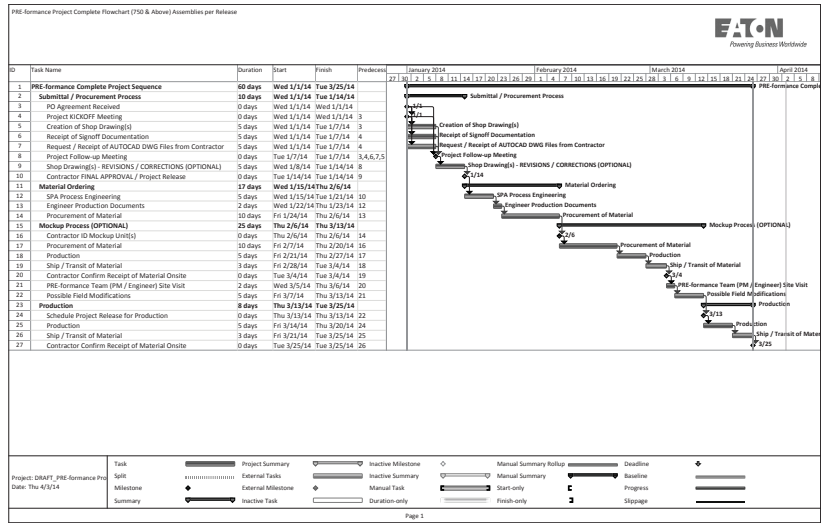 PRE-formance Project Complete Flowchart (750 & Above) Assemblies per Release
EATON
Powering Business Worldwide
ID Task Name Duration Start Finish Predecess
January 2014 February 2014 March 2014 April 2014
27 30 2 5 8 11 14 17 20 23 26 29 1 4 7 10 13 16 19 22 25 28 3 6 9 12 15 18 21 24 27 30 2 5 8
1 PRE-formance Complete Project Sequence 60 days Wed 1/1/14 Tue 3/25/14 PRE-formance Comple
2 Submittal / Procurement Process 10 days Wed 1/1/14 Tue 1/14/14 Submittal / Procurement Process
3 PO Agreement Received 0 days Wed 1/1/14 Wed 1/1/14 1/1
4 Project KICKOFF Meeting 0 days Wed 1/1/14 Wed 1/1/14 3 1/1
5 Creation of Shop Drawing(s) 5 days Wed 1/1/14 Tue 1/7/14 4 Creation of Shop Drawing(s)
6 Receipt of Signoff Documentation 5 days Wed 1/1/14 Tue 1/7/14 4 Receipt of Signoff Documentation
7 Request / Receipt of AUTOCAD DWG Files from Contractor 5 days Wed 1/1/14 Tue 1/7/14 4 Request / Receipt of AUTOCAD DWG Files from Contractor
8 Project Follow-up Meeting 0 days Tue 1/7/14 Tue 1/7/14 3,4,6,7,5 Project Follow-up Meeting
9 Shop Drawing(s) - REVISIONS / CORRECTIONS (OPTIONAL) 5 days Wed 1/8/14 Tue 1/14/14 8 Shop Drawing(s) - REVISIONS / CORRECTIONS (OPTIONAL)
10 Contractor FINAL APPROVAL / Project Release 0 days Tue 1/14/14 Tue 1/14/14 9 1/14
11 Material Ordering 17 days Wed 1/15/14 Thu 2/6/14 Material Ordering
12 SPA Process Engineering 5 days Wed 1/15/14 Tue 1/21/14 10 SPA Process Engineering
13 Engineer Production Documents 2 days Wed 1/22/14 Thu 1/23/14 12 Engineer Production Documents
14 Procurement of Material 10 days Fri 1/24/14 Thu 2/6/14 13 Procurement of Material
15 Mockup Process (OPTIONAL) 25 days Thu 2/6/14 Thu 3/13/14 Mockup Process (OPTIONAL)
16 Contractor ID Mockup Unit(s) 0 days Thu 2/6/14 Thu 2/6/14 14 2/6
17 Procurement of Material 10 days Fri 2/7/14 Thu 2/20/14 16 Procurement of Material
18 Production 5 days Fri 2/21/14 Thu 2/27/14 17 Production
19 Ship / Transit of Material 3 days Fri 2/28/14 Tue 3/4/14 18 Ship / Transit of Material
20 Contractor Confirm Receipt of Material Onsite 0 days Tue 3/4/14 Tue 3/4/14 19 3/4
21 PRE-formance Team (PM / Engineer) Site Visit 2 days Wed 3/5/14 Thu 3/6/14 20 PRE-formance Team (PM / Engineer) Site Visit
22 Possible Field Modifications 5 days Fri 3/7/14 Thu 3/13/14 21 Possible Field Modifications
23 Production 8 days Thu 3/13/14 Tue 3/25/14 Production
24 Schedule Project Release for Production 0 days Thu 3/13/14 Thu 3/13/14 22 3/13
25 Production 5 days Fri 3/14/14 Thu 3/20/14 24 Production
26 Ship / Transit of Material 3 days Fri 3/21/14 Tue 3/25/14 25 Ship / Transit of Mater
27 Contractor Confirm Receipt of Material Onsite 0 days Tue 3/25/14 Tue 3/25/14 26 3/25
Project: DRAFT_PRE-formance Pro
Date: Thu 4/3/14
Task Project Summary Inactive Milestone Manual Summary Rollup Deadline
Split External Tasks Inactive Summary Manual Summary Baseline
Milestone External Milestone Manual Task Start-only Progress
Summary Inactive Task Duration-only Finish-only Slippage
Page 1